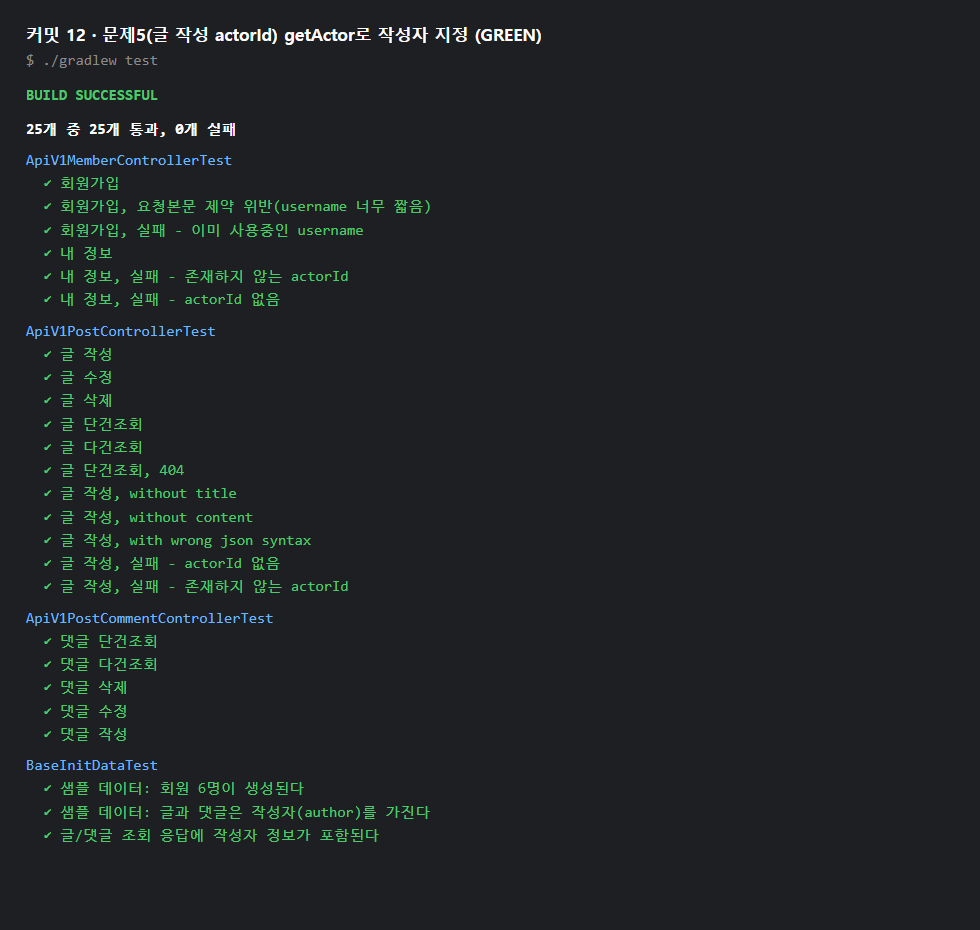 커밋 12 · 문제5(글 작성 actorId) getActor로 작성자 지정 (GREEN)
$ ./gradlew test
BUILD SUCCESSFUL
25개 중 25개 통과, 0개 실패
ApiV1MemberControllerTest
✔ 회원가입
✔ 회원가입, 요청본문 제약 위반(username 너무 짧음)
✔ 회원가입, 실패 - 이미 사용중인 username
✔ 내 정보
✔ 내 정보, 실패 - 존재하지 않는 actorId
✔ 내 정보, 실패 - actorId 없음
ApiV1PostControllerTest
✔ 글 작성
✔ 글 수정
✔ 글 삭제
✔ 글 단건조회
✔ 글 다건조회
✔ 글 단건조회, 404
✔ 글 작성, without title
✔ 글 작성, without content
✔ 글 작성, with wrong json syntax
✔ 글 작성, 실패 - actorId 없음
✔ 글 작성, 실패 - 존재하지 않는 actorId
ApiV1PostCommentControllerTest
✔ 댓글 단건조회
✔ 댓글 다건조회
✔ 댓글 삭제
✔ 댓글 수정
✔ 댓글 작성
BaseInitDataTest
✔ 샘플 데이터: 회원 6명이 생성된다
✔ 샘플 데이터: 글과 댓글은 작성자(author)를 가진다
✔ 글/댓글 조회 응답에 작성자 정보가 포함된다